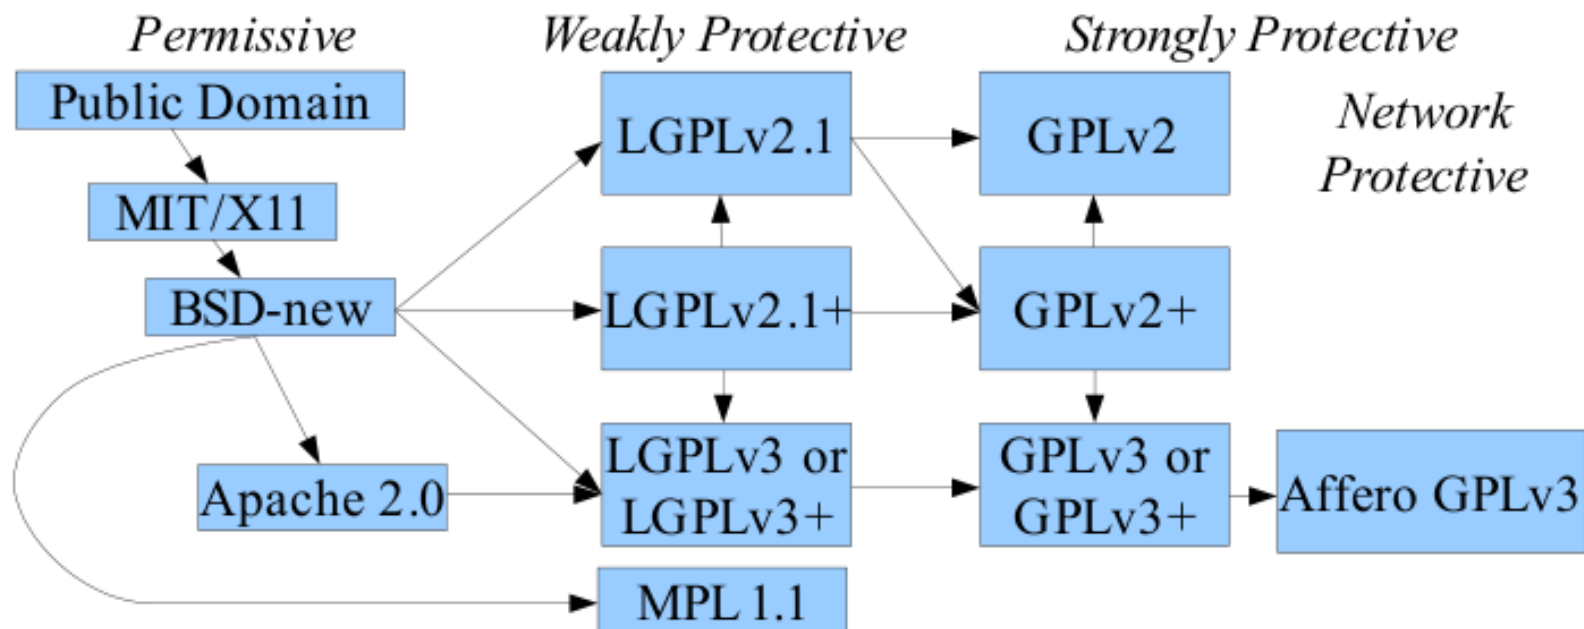 Permissive
Weakly Protective
Strongly Protective
Network
Protective
Public Domain
LGPLv2.1
GPLv2
MIT/X11
BSD-new
LGPLv2.1+
GPLv2+
Apache 2.0
LGPLv3 or
LGPLv3+
GPLv3 or
GPLv3+
Affero GPLv3
MPL 1.1